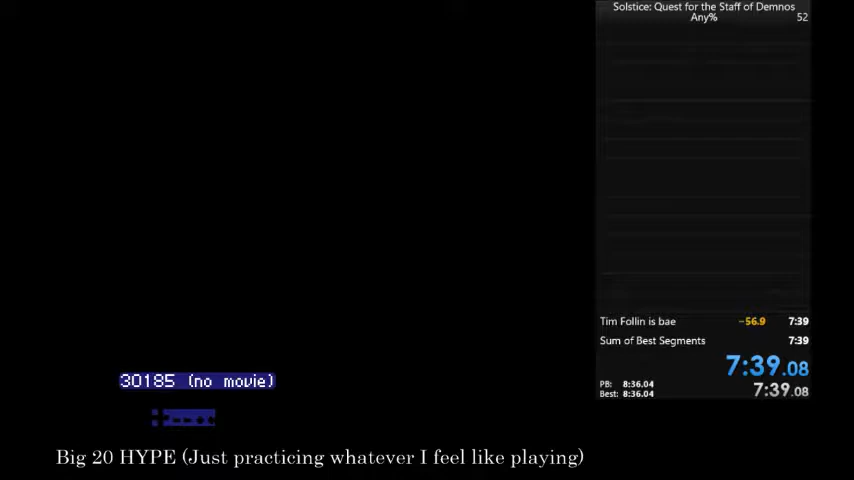 Solstice: Quest for the Staff of Demnos
Any% 52
Tim Follin is bae -56.9 7:39
Sum of Best Segments 7:39
7:39.08
PB: 8:36.04 7:39.08
Best: 8:36.04
30185 (no movie)
Big 20 HYPE (Just practicing whatever I feel like playing)